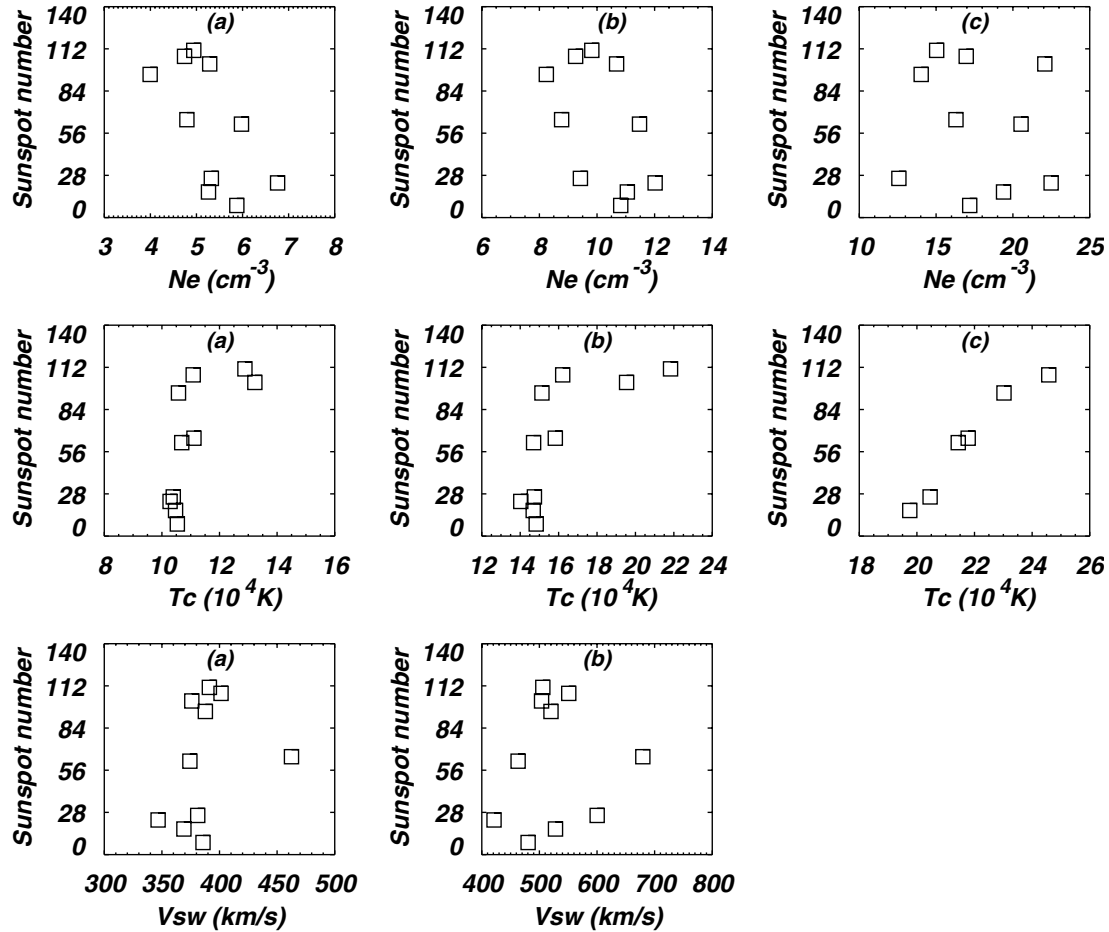 (a)
140
112
84
56
28
0
Sunspot number
3 4 5 6 7 8
Ne (cm⁻³)
(b)
140
112
84
56
28
0
Sunspot number
6 8 10 12 14
Ne (cm⁻³)
(c)
140
112
84
56
28
0
Sunspot number
10 15 20 25
Ne (cm⁻³)
(a)
140
112
84
56
28
0
Sunspot number
8 10 12 14 16
Tc (10 ⁴K)
(b)
140
112
84
56
28
0
Sunspot number
12 14 16 18 20 22 24
Tc (10 ⁴K)
(c)
140
112
84
56
28
0
Sunspot number
18 20 22 24 26
Tc (10 ⁴K)
(a)
140
112
84
56
28
0
Sunspot number
300 350 400 450 500
Vsw (km/s)
(b)
140
112
84
56
28
0
Sunspot number
400 500 600 700 800
Vsw (km/s)